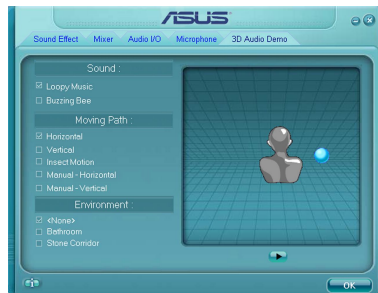 ASUS
Sound Effect
Mixer
Audio I/O
Microphone
3D Audio Demo
Sound :
Loopy Music
Buzzing Bee
Moving Path :
Horizontal
Vertical
Insect Motion
Manual - Horizontal
Manual - Vertical
Environment :
<None>
Bathroom
Stone Corridor
OK